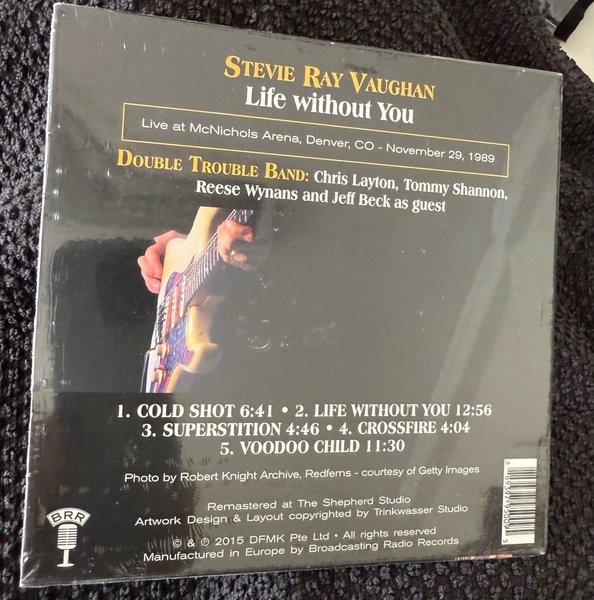 STEVIE RAY VAUGHAN
Life without You
Live at McNichols Arena, Denver, CO - November 29, 1989
DOUBLE TROUBLE BAND: Chris Layton, Tommy Shannon,
Reese Wynans and Jeff Beck as guest
1. COLD SHOT 6:41 • 2. LIFE WITHOUT YOU 12:56
3. SUPERSTITION 4:46 • 4. CROSSFIRE 4:04
5. VOODOO CHILD 11:30
Photo by Robert Knight Archive, Redferns - courtesy of Getty Images
Remastered at The Shepherd Studio
Artwork Design & Layout copyrighted by Trinkwasser Studio
BRR
© & ℗ 2015 DFMK Pte Ltd • All rights reserved
Manufactured in Europe by Broadcasting Radio Records